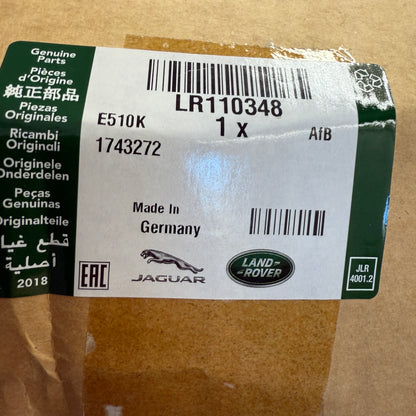 Genuine
Parts
Pièces
d'Origine
純正部品
Piezas
Originales
Ricambi
Originali
Originele
Onderdelen
Peças
Genuinas
Originalteile
قطع غيار
أصلية
2018
LR110348
E510K
1 x
AfB
1743272
Made In
Germany
EAC
JAGUAR
LAND-
-ROVER
JLR
4001.2